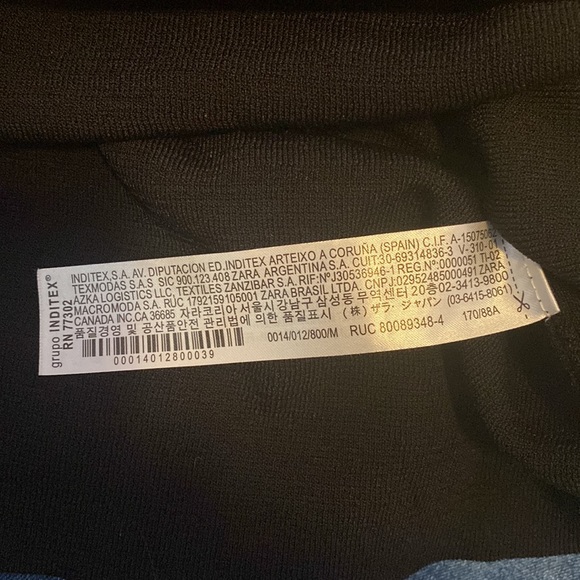 grupo INDITEX®
RN 77302
INDITEX,S.A. AV. DIPUTACION ED.INDITEX ARTEIXO A CORUÑA (SPAIN) C.I.F. A-15075062
TEXMODAS S.A.S SIC 900.123.408 ZARA ARGENTINA S.A. CUIT:30-69314836-3 V-310-01
AZKA LOGISTICS LLC, TEXTILES ZANZIBAR C.A. RIF:Nº J30536946-1 REG.Nº0000051 TI-02
MACROMODA S.A. RUC 1792159105001 ZARA BRASIL LTDA. CNPJ:02952485000491 ZARA
CANADA INC.CA 36685 자라코리아 서울시 강남구 삼성동 무역센터 2층 02-3413-9800
품질경영 및 공산품안전 관리법에 의한 품질표시 (株) ザラ・ジャパン (03-6415-8061)
00014012800039
0014/012/800/M RUC 80089348-4 170/88A